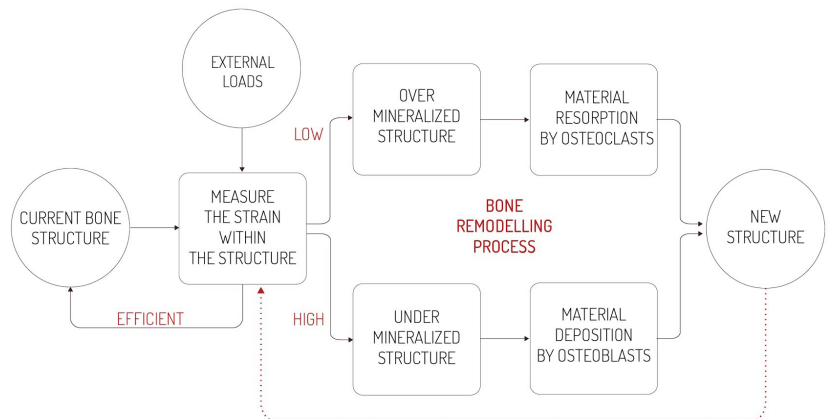 EXTERNAL
LOADS
OVER
MINERALIZED
STRUCTURE
MATERIAL
RESORPTION
BY OSTEOCLASTS
LOW
CURRENT BONE
STRUCTURE
MEASURE
THE STRAIN
WITHIN
THE STRUCTURE
BONE
REMODELLING
PROCESS
NEW
STRUCTURE
EFFICIENT
HIGH
UNDER
MINERALIZED
STRUCTURE
MATERIAL
DEPOSITION
BY OSTEOBLASTS